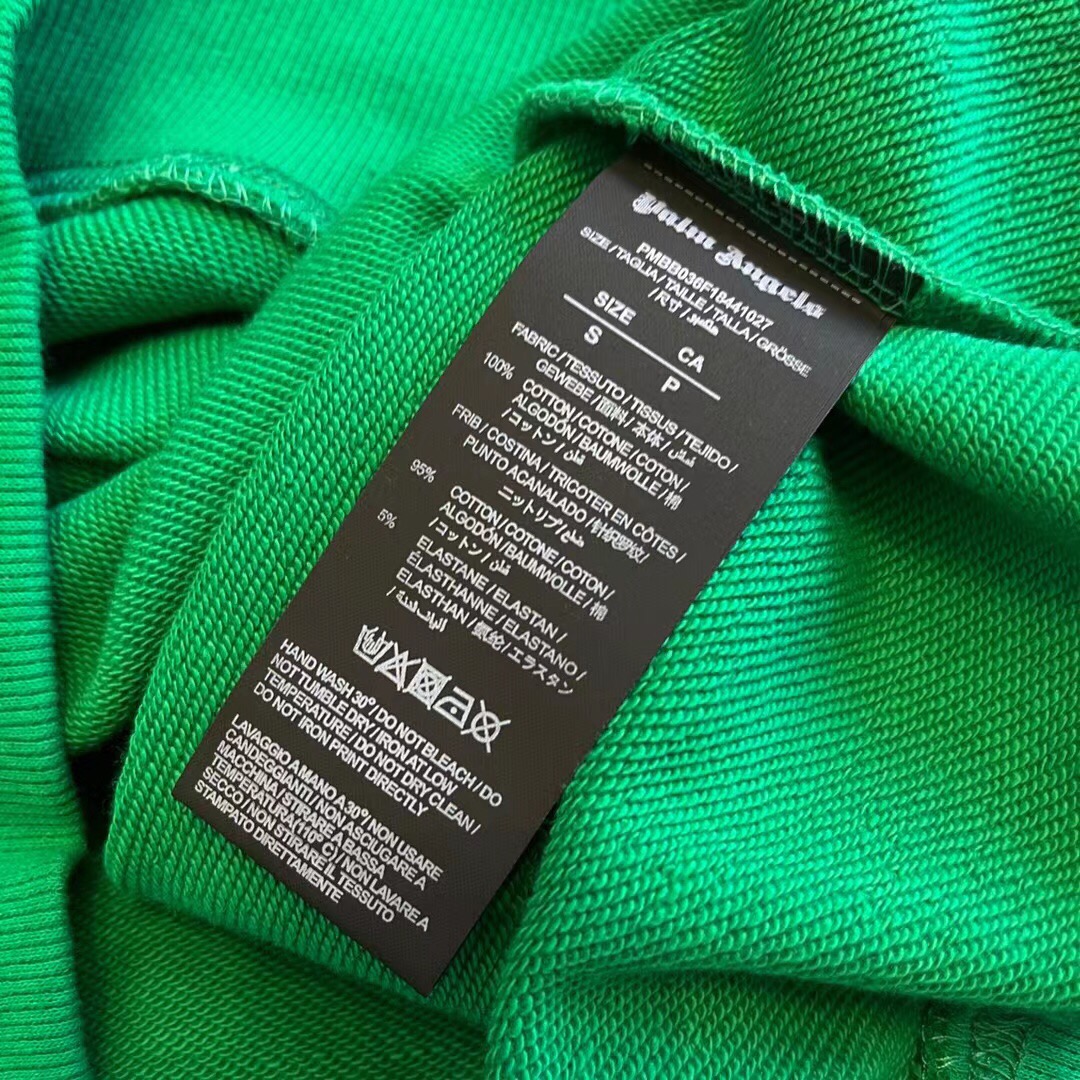 Palm Angels
PMBB036F18441027
SIZE / TAGLIA / TAILLE / TALLA / GRÖSSE
/ 尺寸 /
SIZE CA
S P
FABRIC / TESSUTO / TISSUS / TEJIDO /
GEWEBE / 面料 / 本体 / قماش
100% COTTON / COTONE / COTON /
ALGODÓN / BAUMWOLLE / 棉
/ コットン / قطن
FRIB / COSTINA / TRICOTER EN CÔTES /
PUNTO ACANALADO / 针织罗纹/
ニットリブ /
95% COTTON / COTONE / COTON /
ALGODÓN / BAUMWOLLE / 棉
/ コットン / قطن
5% ELASTANE / ELASTAN /
ÉLASTHANNE / ELASTANO /
ELASTHAN / 氨纶 / エラスタン
HAND WASH 30° / DO NOT BLEACH / DO
NOT TUMBLE DRY / IRON AT LOW
TEMPERATURE / DO NOT DRY CLEAN /
DO NOT IRON PRINT DIRECTLY
LAVAGGIO A MANO A 30° / NON USARE
CANDEGGIANTI / NON ASCIUGARE A
MACCHINA / STIRARE A BASSA
TEMPERATURA(110° C) / NON LAVARE A
SECCO / NON STIRARE IL TESSUTO
STAMPATO DIRETTAMENTE